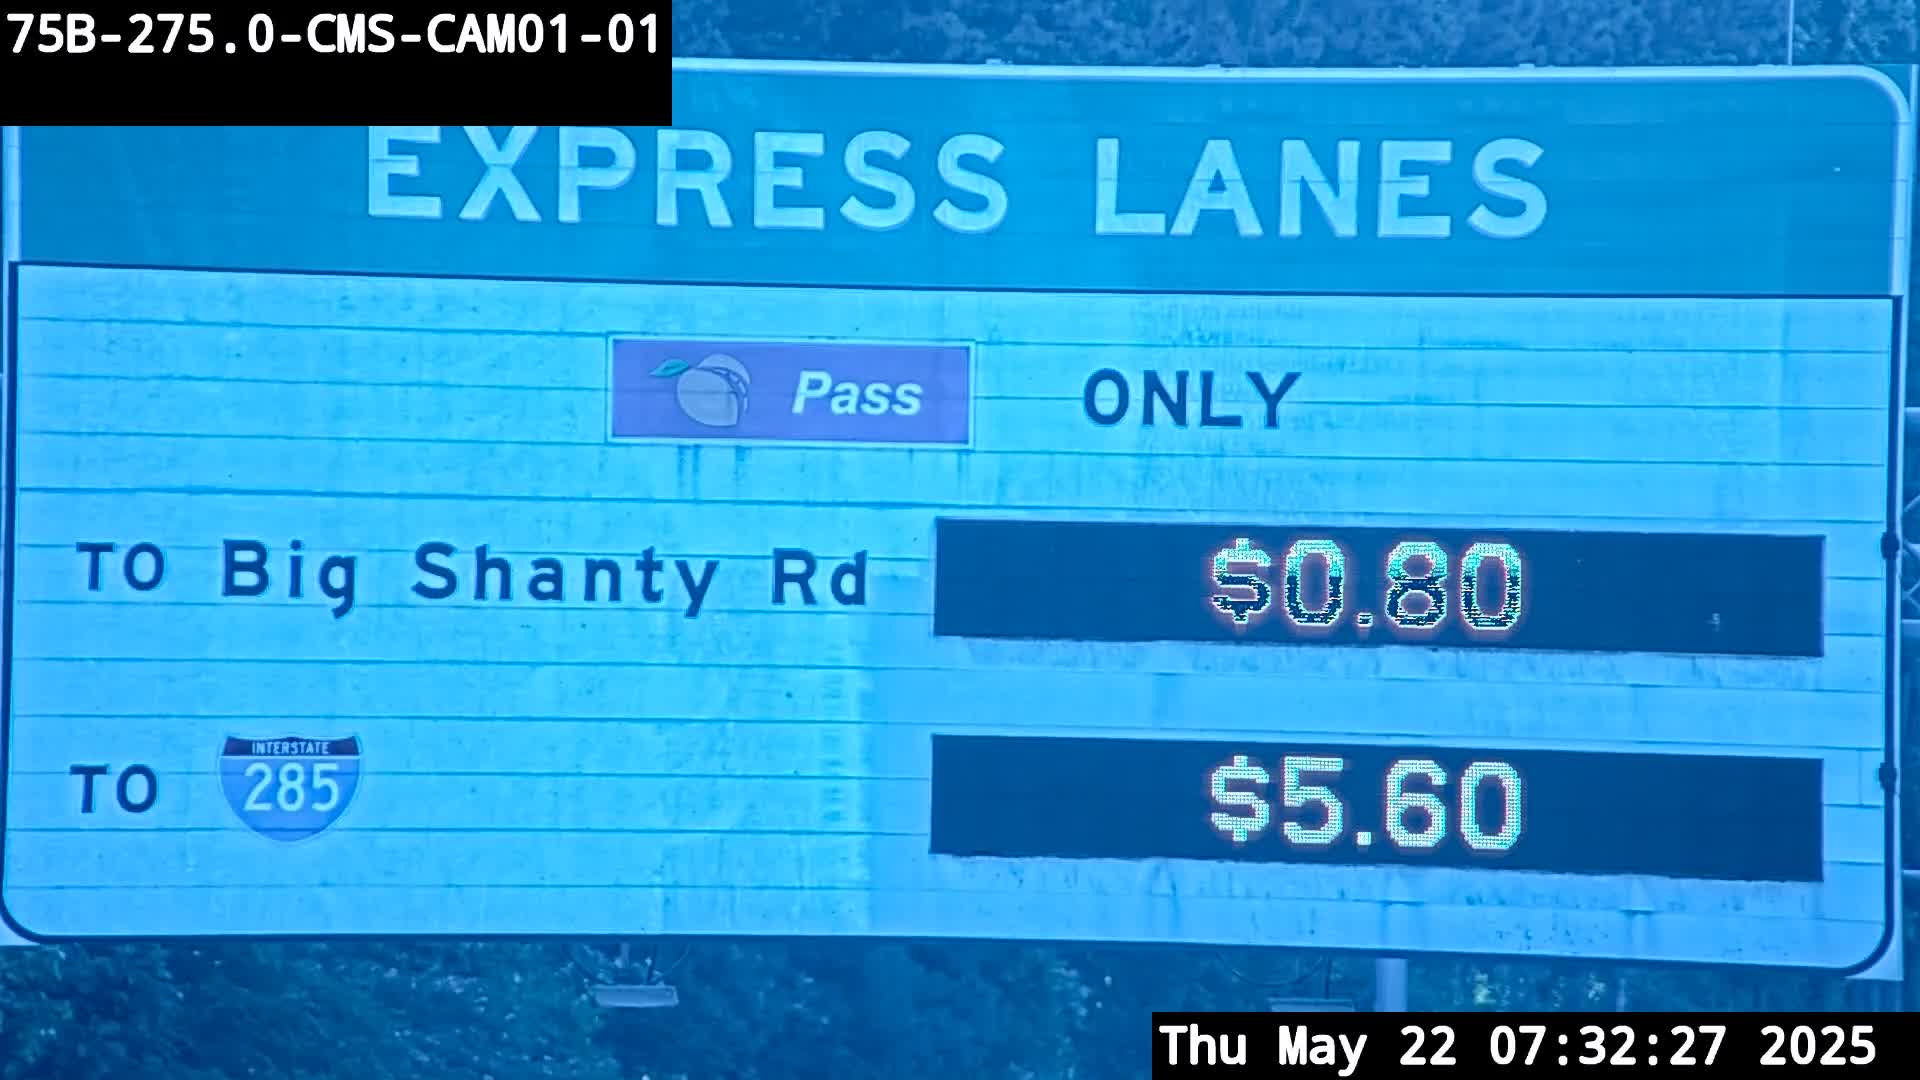 75B-275.0-CMS-CAM01-01
EXPRESS LANES
Pass ONLY
TO Big Shanty Rd $0.80
INTERSTATE
TO 285 $5.60
Thu May 22 07:32:27 2025